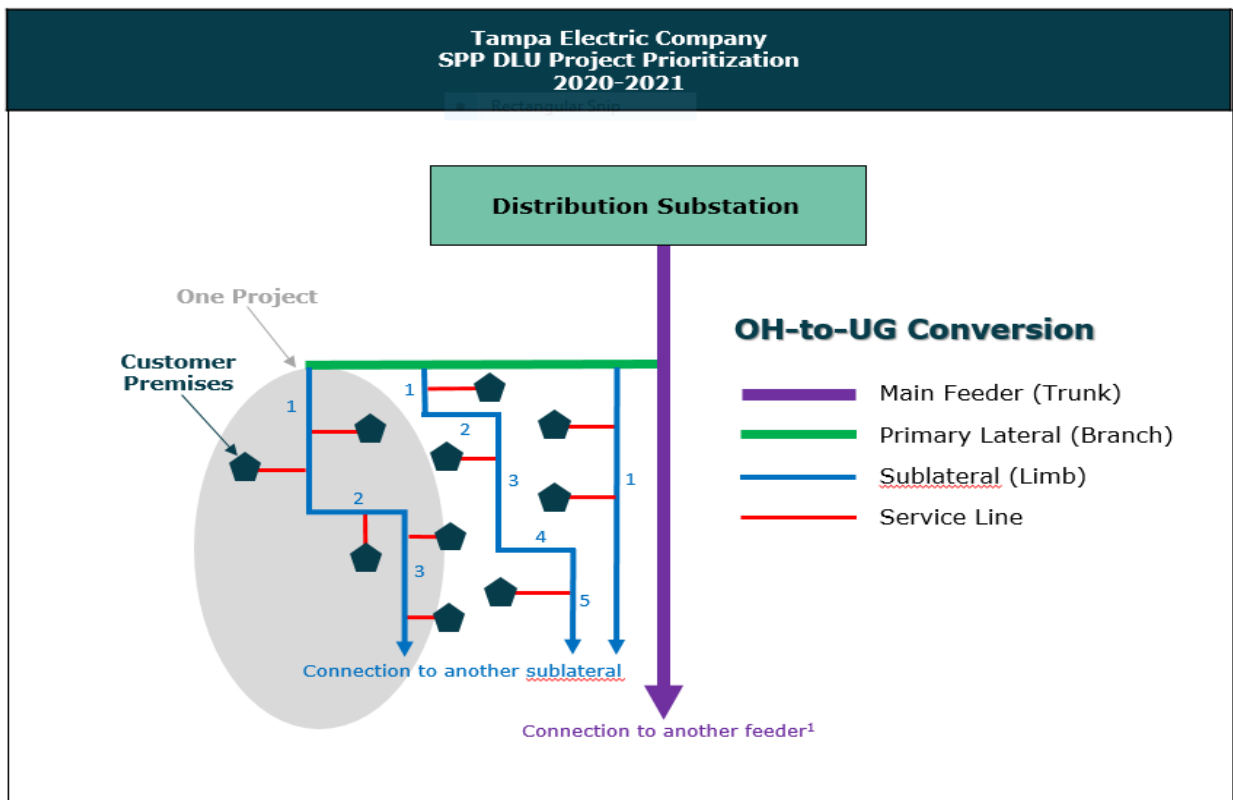 Tampa Electric Company
SPP DLU Project Prioritization
2020-2021
Rectangular Snip
Distribution Substation
One Project
OH-to-UG Conversion
Customer
Premises
Main Feeder (Trunk)
Primary Lateral (Branch)
Sublateral (Limb)
Service Line
1
1
2
3
1
2
4
3
5
Connection to another sublateral
Connection to another feeder¹